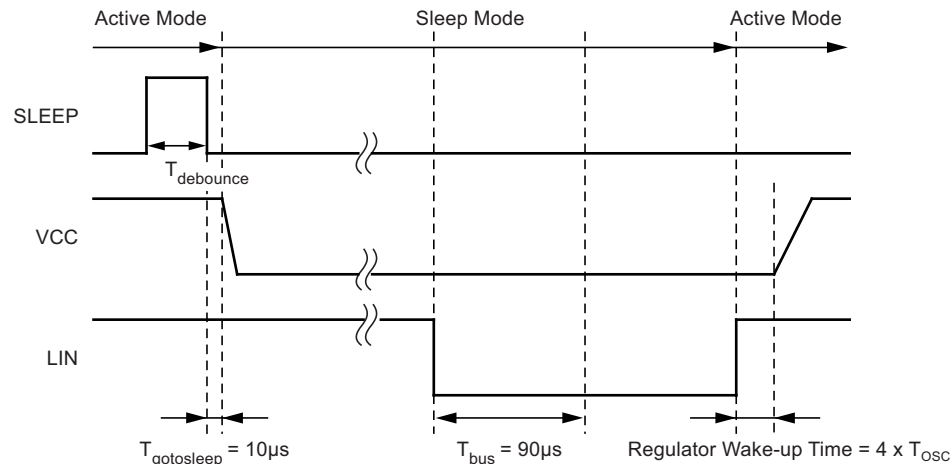 Active Mode
Sleep Mode
Active Mode
SLEEP
Tdebounce
VCC
LIN
Tgotosleep = 10μs
Tbus = 90μs
Regulator Wake-up Time = 4 x TOSC